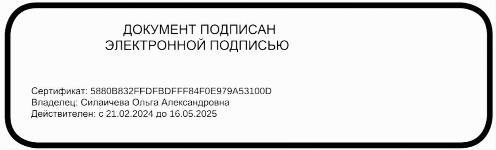 ДОКУМЕНТ ПОДПИСАН
ЭЛЕКТРОННОЙ ПОДПИСЬЮ
Сертификат: 5880B832FFDFBDFFF84F0E979A53100D
Владелец: Силаичева Ольга Александровна
Действителен: с 21.02.2024 до 16.05.2025